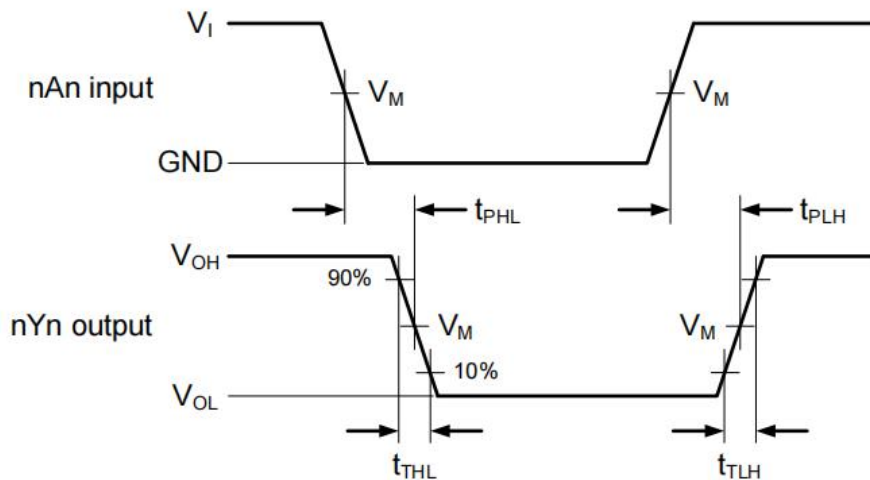 VI
nAn input
VM
VM
GND
tPHL
tPLH
VOH
90%
nYn output
VM
VM
10%
VOL
tTHL
tTLH